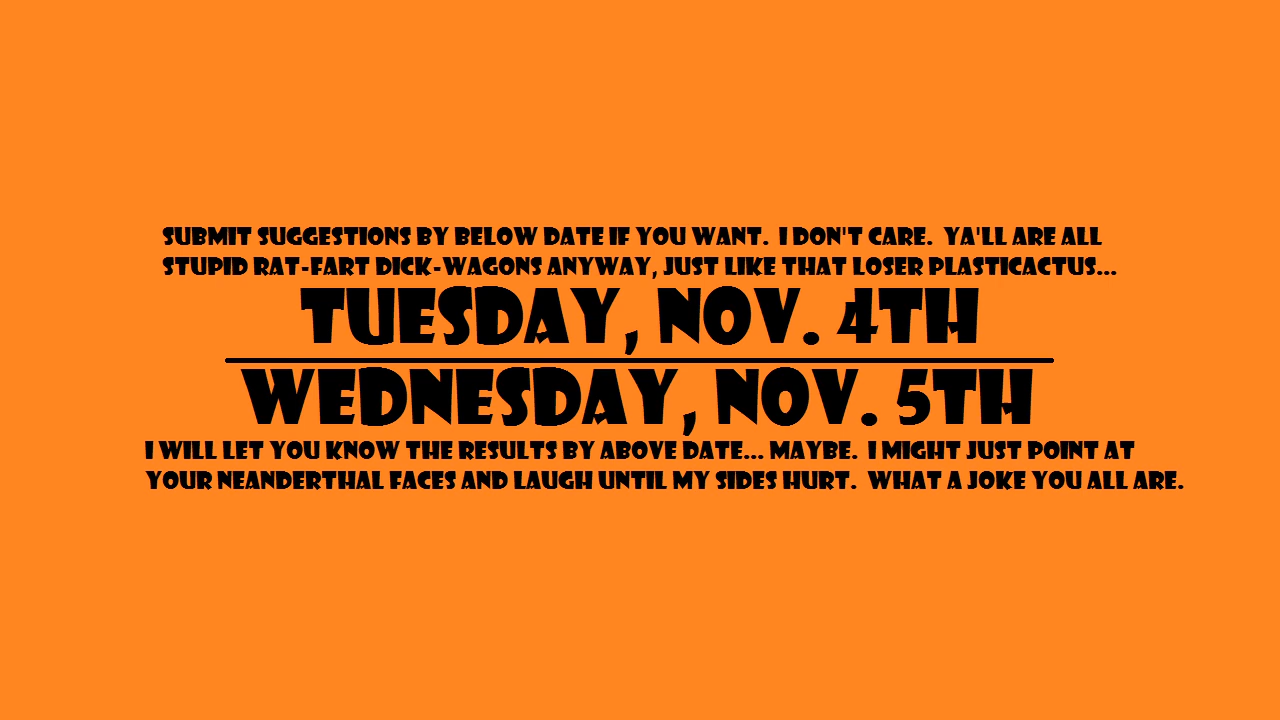 SUBMIT SUGGESTIONS BY BELOW DATE IF YOU WANT.  I DON'T CARE.  YA'LL ARE ALL
STUPID RAT-FART DICK-WAGONS ANYWAY, JUST LIKE THAT LOSER PLASTICACTUS...
TUESDAY, NOV. 4TH
WEDNESDAY, NOV. 5TH
I WILL LET YOU KNOW THE RESULTS BY ABOVE DATE... MAYBE.  I MIGHT JUST POINT AT
YOUR NEANDERTHAL FACES AND LAUGH UNTIL MY SIDES HURT.  WHAT A JOKE YOU ALL ARE.